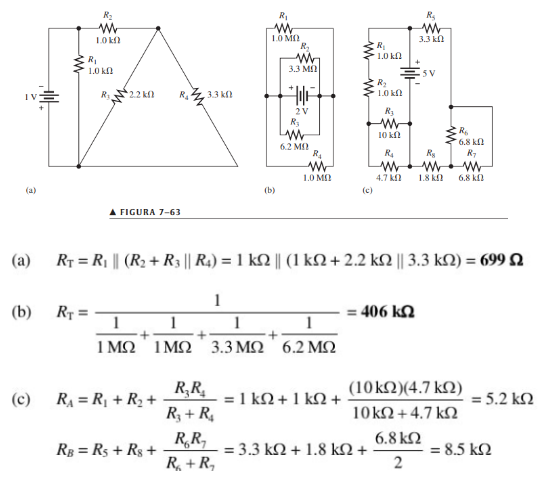 R₂
1.0 kΩ
R₁
1.0 kΩ
R₃
2.2 kΩ
R₄
3.3 kΩ
1 V
+
(a)
R₁
1.0 MΩ
R₂
3.3 MΩ
+
-
2 V
R₃
6.2 MΩ
R₄
1.0 MΩ
(b)
R₅
3.3 kΩ
R₁
1.0 kΩ
+
5 V
R₂
1.0 kΩ
R₃
10 kΩ
R₆
6.8 kΩ
R₄
4.7 kΩ
R₈
1.8 kΩ
R₇
6.8 kΩ
(c)
▲ FIGURA 7–63
(a) R_T = R₁ || (R₂ + R₃ || R₄) = 1 kΩ || (1 kΩ + 2.2 kΩ || 3.3 kΩ) = 699 Ω
(b) R_T = 1 / (1/1 MΩ + 1/1 MΩ + 1/3.3 MΩ + 1/6.2 MΩ) = 406 kΩ
(c) R_A = R₁ + R₂ + R₃R₄ / (R₃ + R₄) = 1 kΩ + 1 kΩ + (10 kΩ)(4.7 kΩ) / (10 kΩ + 4.7 kΩ) = 5.2 kΩ
R_B = R₅ + R₈ + R₆R₇ / (R₆ + R₇) = 3.3 kΩ + 1.8 kΩ + 6.8 kΩ / 2 = 8.5 kΩ